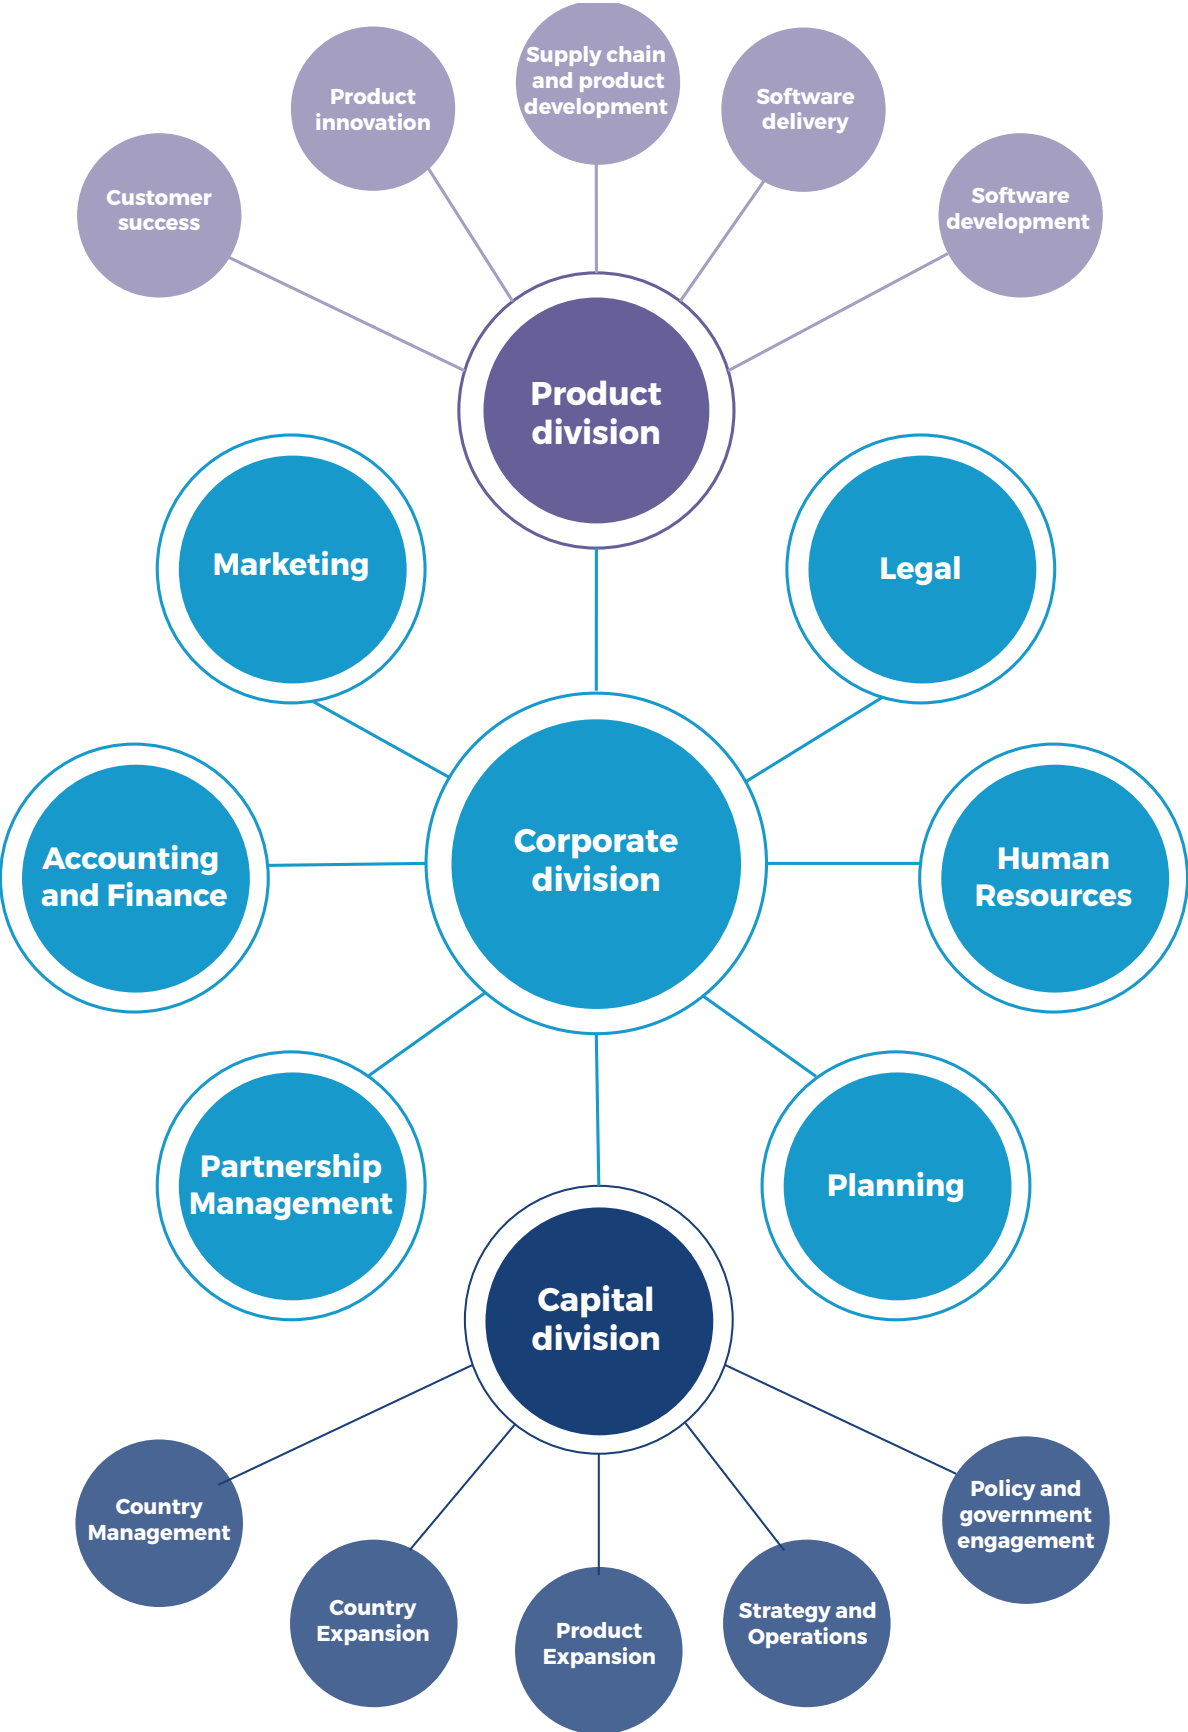 Supply chain
and product
development
Product
innovation
Software
delivery
Customer
success
Software
development
Product
division
Marketing
Legal
Corporate
division
Accounting
and Finance
Human
Resources
Partnership
Management
Planning
Capital
division
Country
Management
Policy and
government
engagement
Country
Expansion
Product
Expansion
Strategy and
Operations